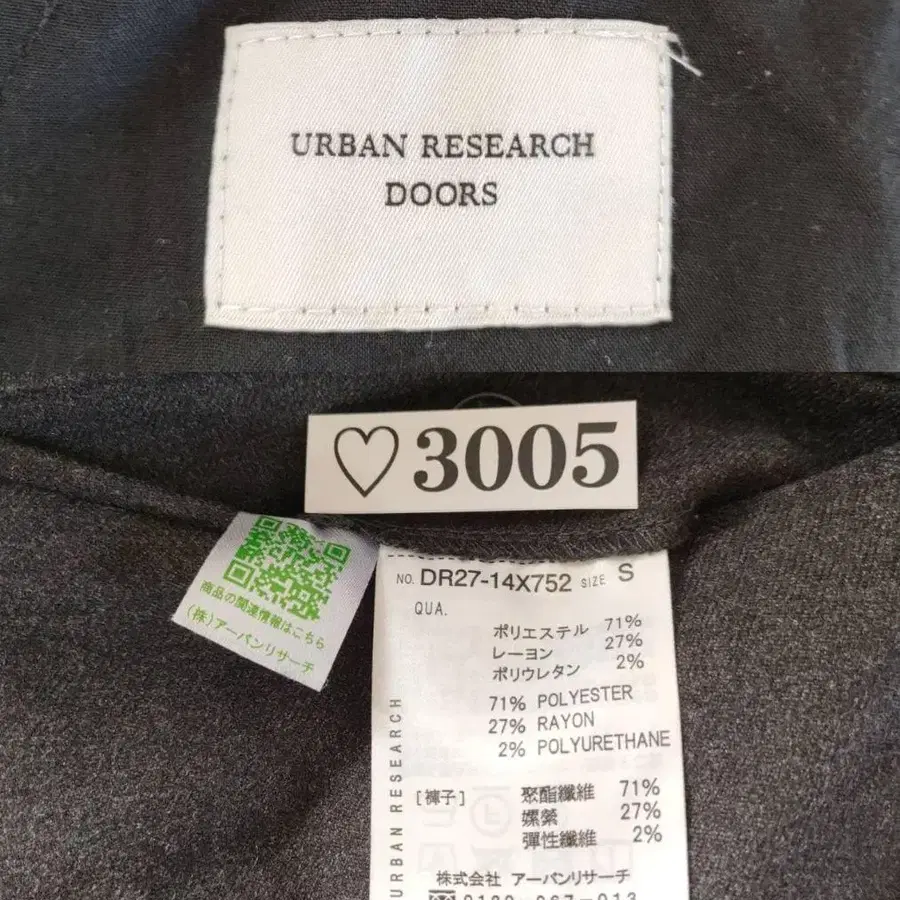 URBAN RESEARCH
DOORS
♡3005
商品の関連情報はこちら
(株)アーバンリサーチ
NO. DR27-14X752 SIZE S
QUA.
ポリエステル 71%
レーヨン 27%
ポリウレタン 2%
71% POLYESTER
27% RAYON
2% POLYURETHANE
[褲子] 聚酯纖維 71%
嫘縈 27%
彈性纖維 2%
URBAN RESEARCH
株式会社 アーバンリサーチ